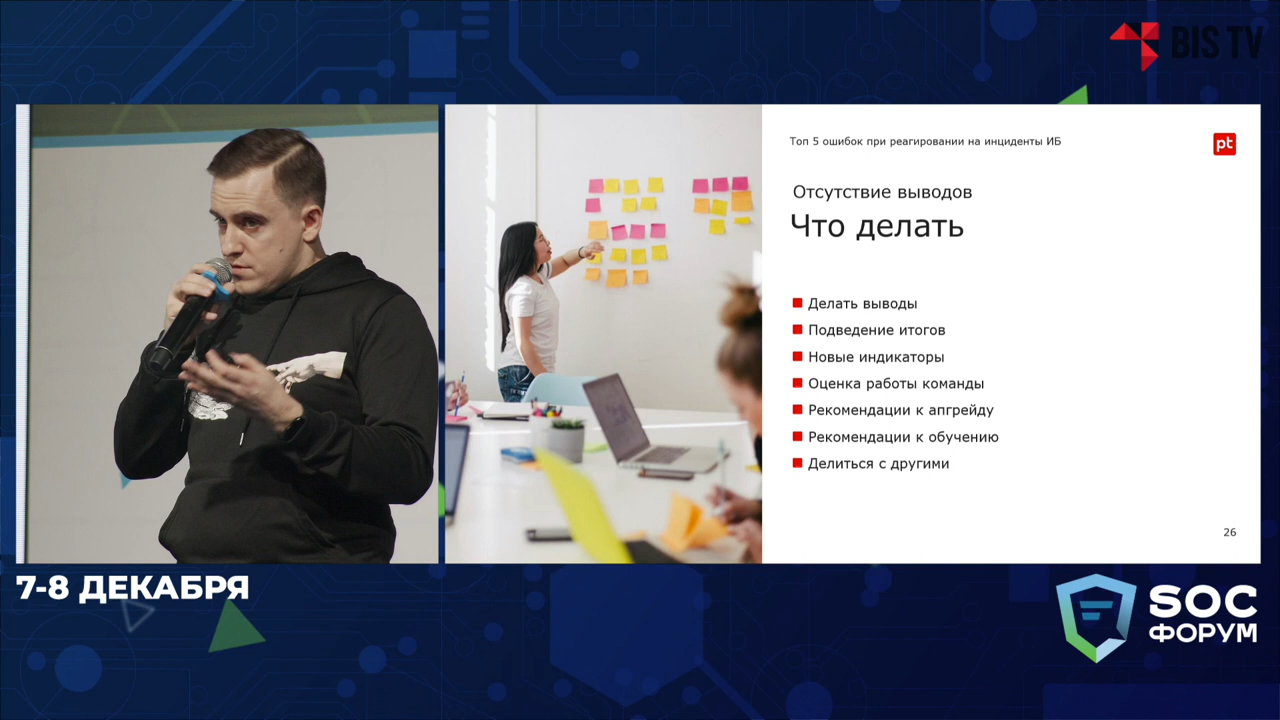 BIS TV
Топ 5 ошибок при реагировании на инциденты ИБ
pt
Отсутствие выводов
Что делать
Делать выводы
Подведение итогов
Новые индикаторы
Оценка работы команды
Рекомендации к апгрейду
Рекомендации к обучению
Делиться с другими
26
7-8 ДЕКАБРЯ
SOC
ФОРУМ